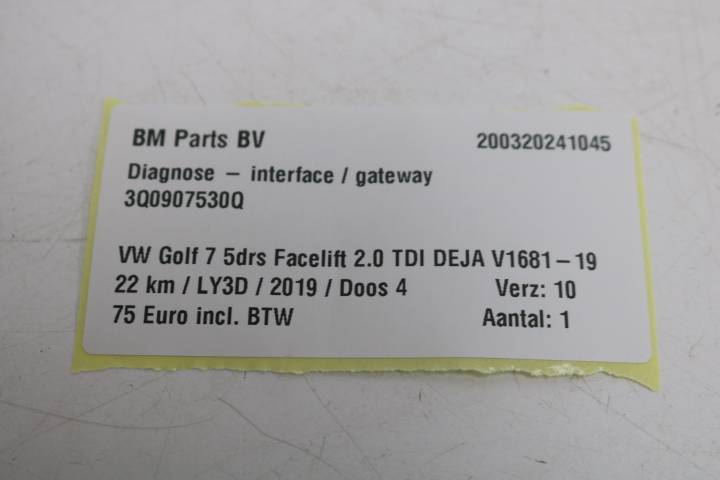 BM Parts BV 200320241045
Diagnose – interface / gateway
3Q0907530Q
VW Golf 7 5drs Facelift 2.0 TDI DEJA V1681–19
22 km / LY3D / 2019 / Doos 4 Verz: 10
75 Euro incl. BTW Aantal: 1